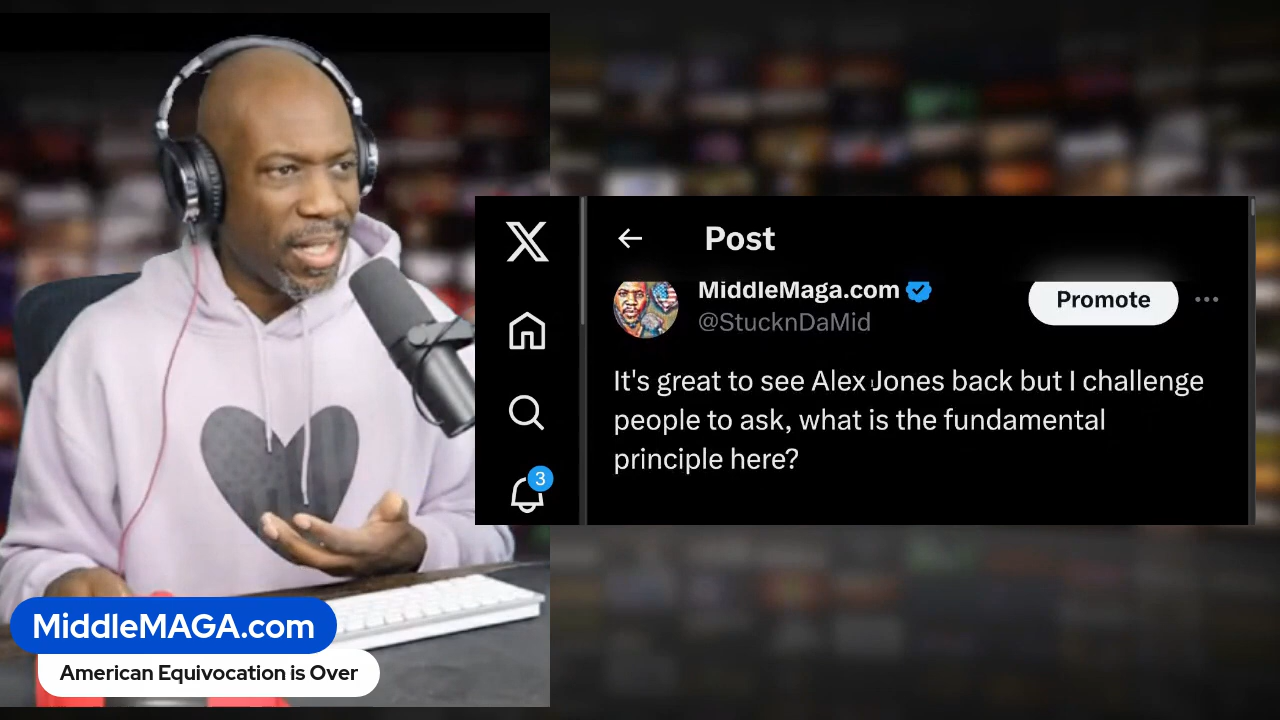 Post
MiddleMaga.com
@StucknDaMid
Promote
It's great to see Alex Jones back but I challenge
people to ask, what is the fundamental
principle here?
3
MiddleMAGA.com
American Equivocation is Over